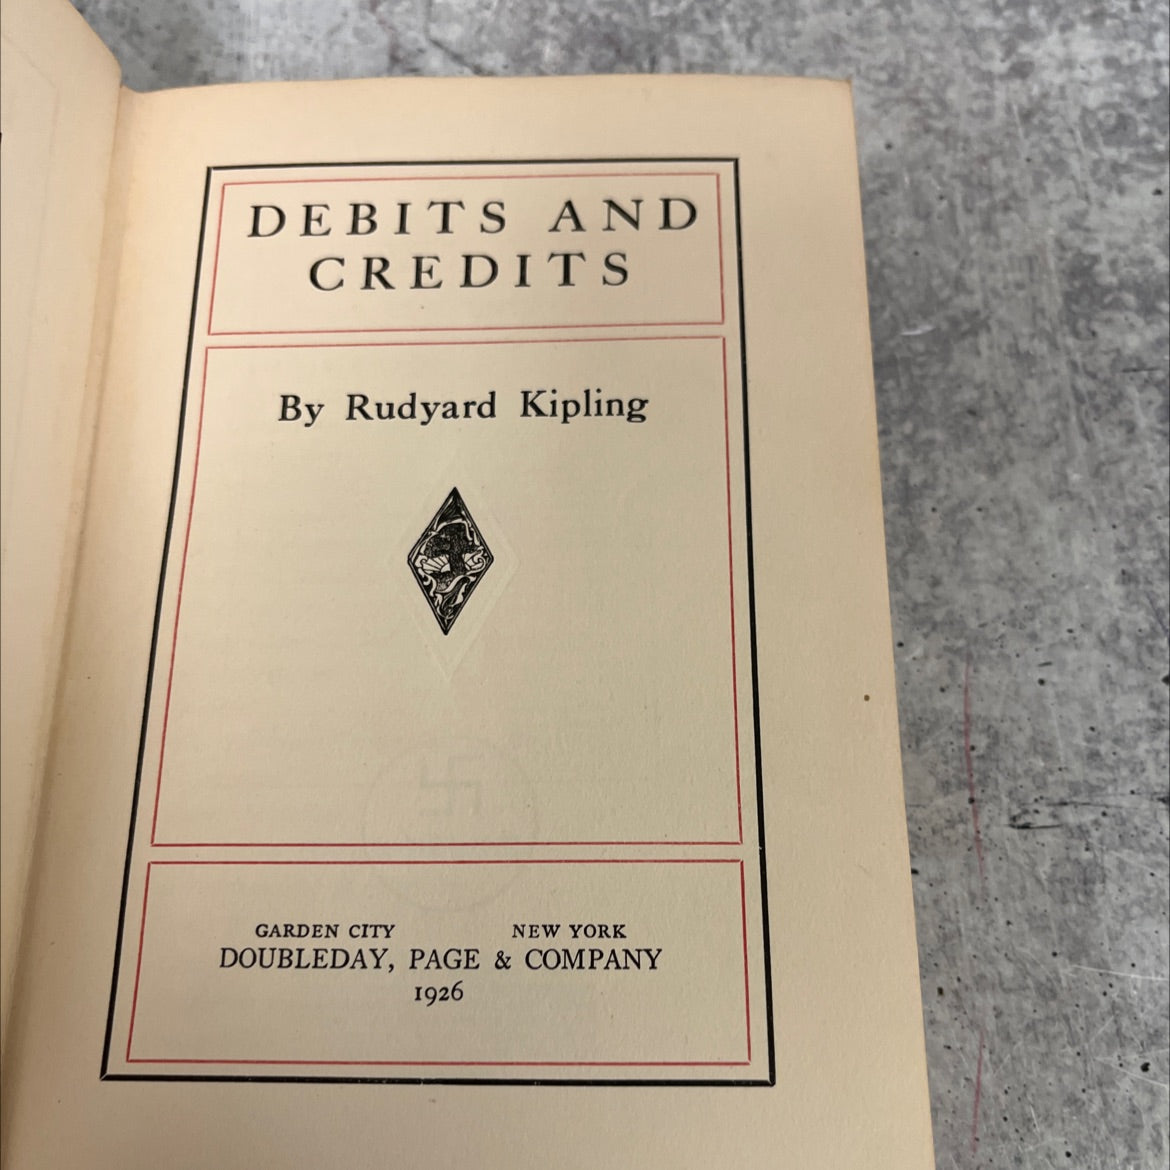 DEBITS AND
CREDITS
By Rudyard Kipling
GARDEN CITY NEW YORK
DOUBLEDAY, PAGE & COMPANY
1926